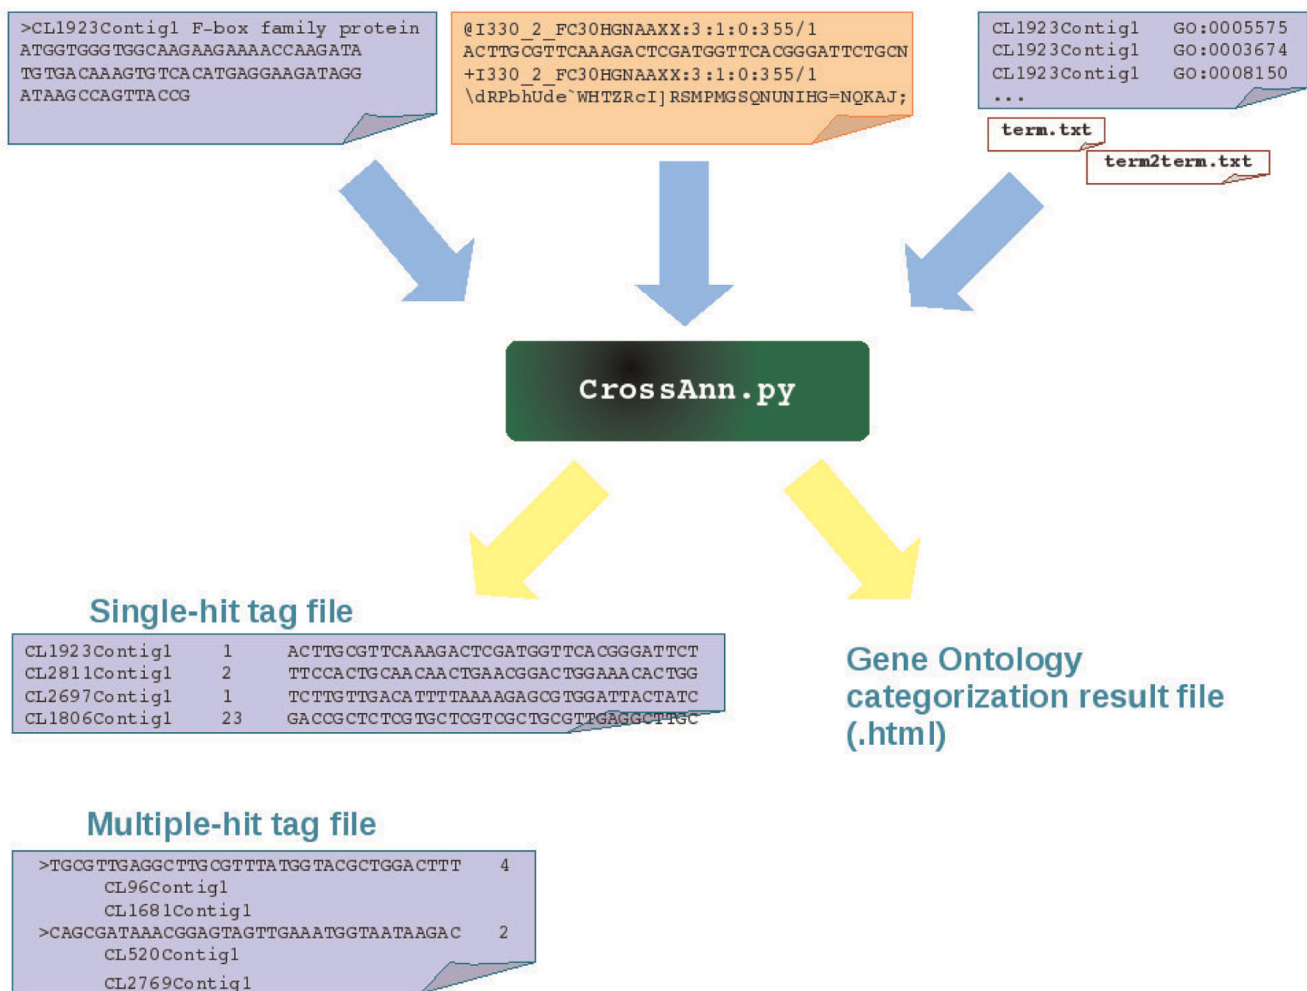 >CL1923Contig1 F-box family protein
ATGGTGGGTGGCAAGAAGAAAACCAAGATA
TGTGACAAAGTGTCACATGAGGAAGATAGG
ATAAGCCAGTTACCG
@I330_2_FC30HGNAAXX:3:1:0:355/1
ACTTGCGTTCAAAGACTCGATGGTTCACGGGATTCTGCN
+I330_2_FC30HGNAAXX:3:1:0:355/1
\dRPbhUde`WHTZRcI]RSMPMGSQNUNIHG=NQKAJ;
CL1923Contig1 GO:0005575
CL1923Contig1 GO:0003674
CL1923Contig1 GO:0008150
...
term.txt
term2term.txt
CrossAnn.py
Single-hit tag file
CL1923Contig1 1 ACTTGCGTTCAAAGACTCGATGGTTCACGGGATTCT
CL2811Contig1 2 TTCCACTGCAACAACTGAACGGACTGGAAACACTGG
CL2697Contig1 1 TCTTGTTGACATTTTAAAAGAGCGTGGATTACTATC
CL1806Contig1 23 GACCGCTCTCGTGCTCGTCGCTGCGTTGAGGCTTGC
Gene Ontology
categorization result file
(.html)
Multiple-hit tag file
>TGCGTTGAGGCTTGCGTTTATGGTACGCTGGACTTT 4
CL96Contig1
CL1681Contig1
>CAGCGATAAACGGAGTAGTTGAAATGGTAATAAGAC 2
CL520Contig1
CL2769Contig1